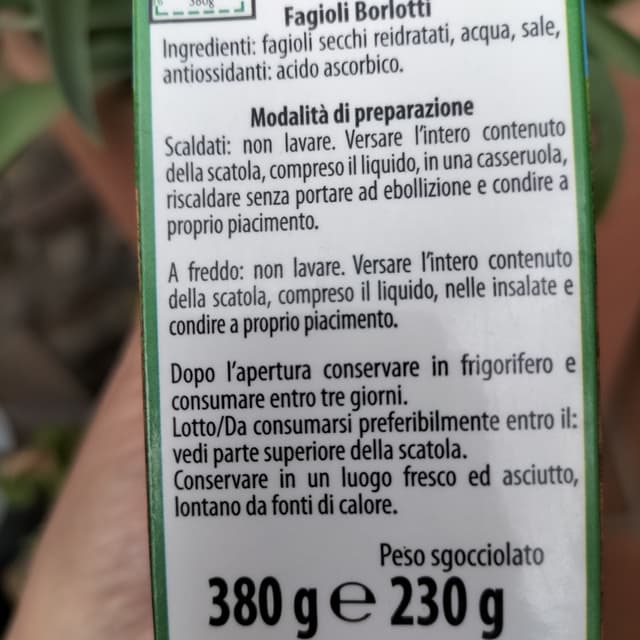 380g
Fagioli Borlotti
Ingredienti: fagioli secchi reidratati, acqua, sale,
antiossidanti: acido ascorbico.
Modalità di preparazione
Scaldati: non lavare. Versare l'intero contenuto
della scatola, compreso il liquido, in una casseruola,
riscaldare senza portare ad ebollizione e condire a
proprio piacimento.
A freddo: non lavare. Versare l'intero contenuto
della scatola, compreso il liquido, nelle insalate e
condire a proprio piacimento.
Dopo l'apertura conservare in frigorifero e
consumare entro tre giorni.
Lotto/Da consumarsi preferibilmente entro il:
vedi parte superiore della scatola.
Conservare in un luogo fresco ed asciutto,
lontano da fonti di calore.
Peso sgocciolato
380 g ℮ 230 g